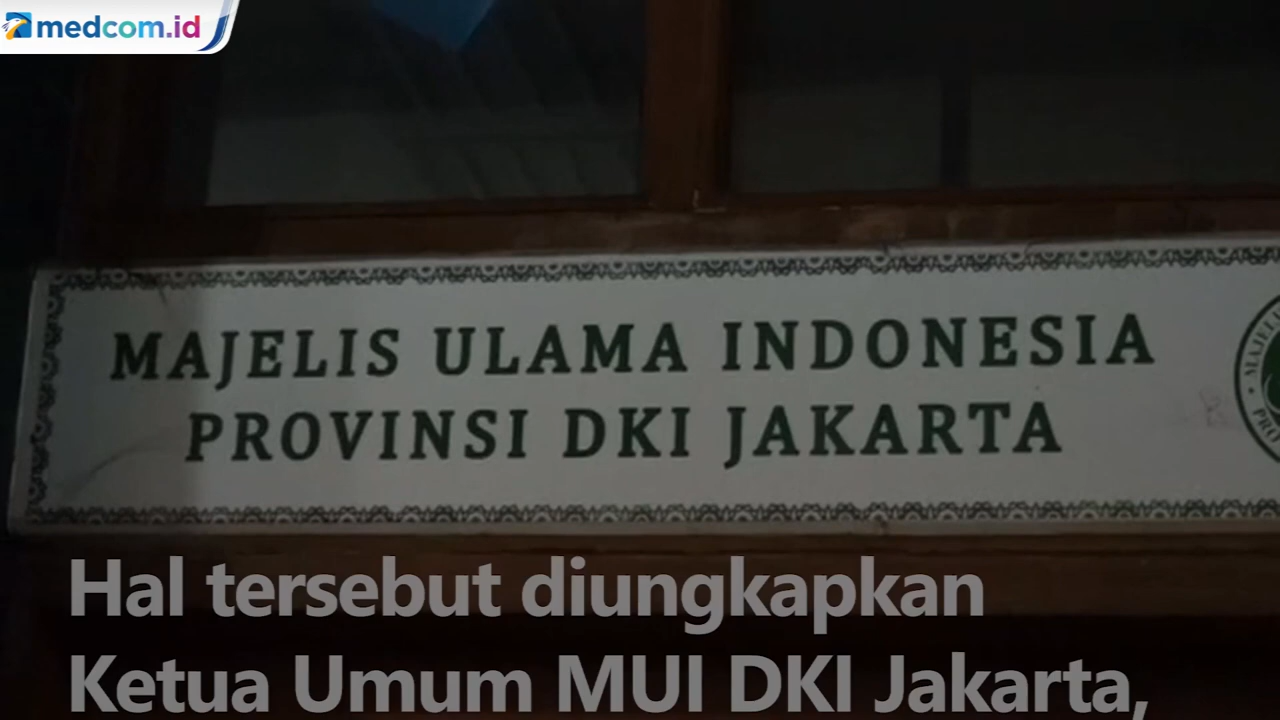 medcom.id
MAJELIS ULAMA INDONESIA
PROVINSI DKI JAKARTA
Hal tersebut diungkapkan
Ketua Umum MUI DKI Jakarta,